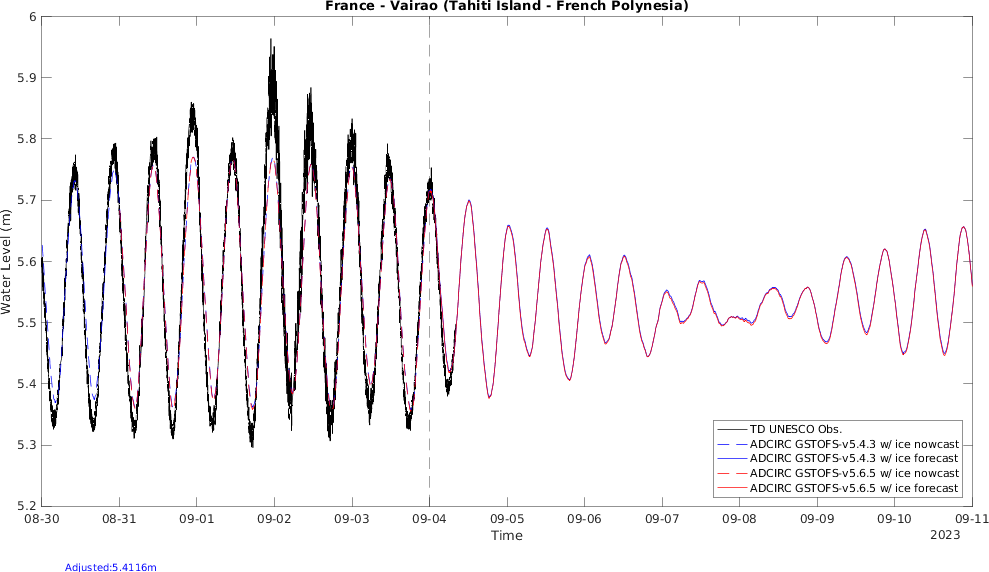 France - Vairao (Tahiti Island - French Polynesia)
6
5.9
5.8
5.7
5.6
5.5
5.4
5.3
5.2
Water Level (m)
TD UNESCO Obs.
ADCIRC GSTOFS-v5.4.3 w/ ice nowcast
ADCIRC GSTOFS-v5.4.3 w/ ice forecast
ADCIRC GSTOFS-v5.6.5 w/ ice nowcast
ADCIRC GSTOFS-v5.6.5 w/ ice forecast
08-30 08-31 09-01 09-02 09-03 09-04 09-05 09-06 09-07 09-08 09-09 09-10 09-11
Time
2023
Adjusted:5.4116m